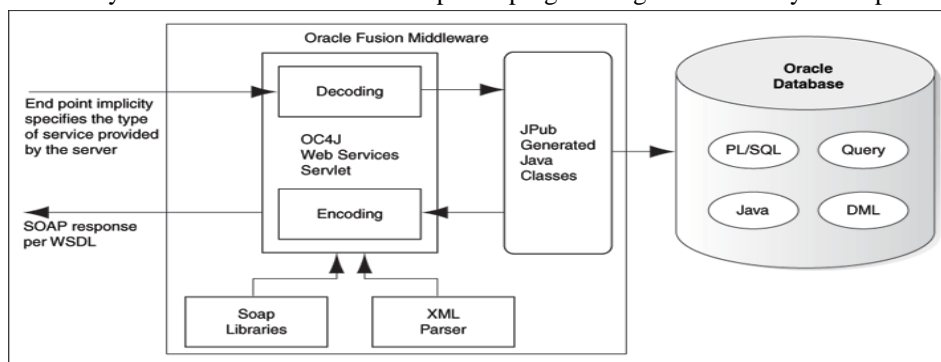 Oracle Fusion Middleware
End point implicity
specifies the type
of service provided
by the server
Decoding
OC4J
Web Services
Servlet
Encoding
SOAP response
per WSDL
JPub
Generated
Java
Classes
Soap
Libraries
XML
Parser
Oracle
Database
PL/SQL
Query
Java
DML